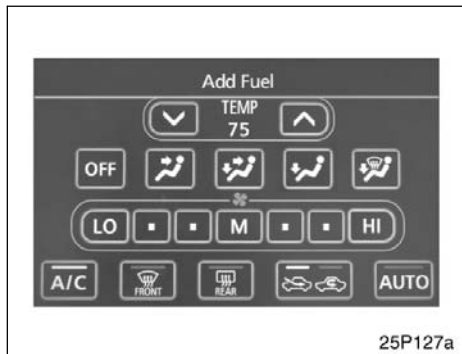 Add Fuel
TEMP
75
OFF
LO M HI
A/C FRONT REAR AUTO
25P127a